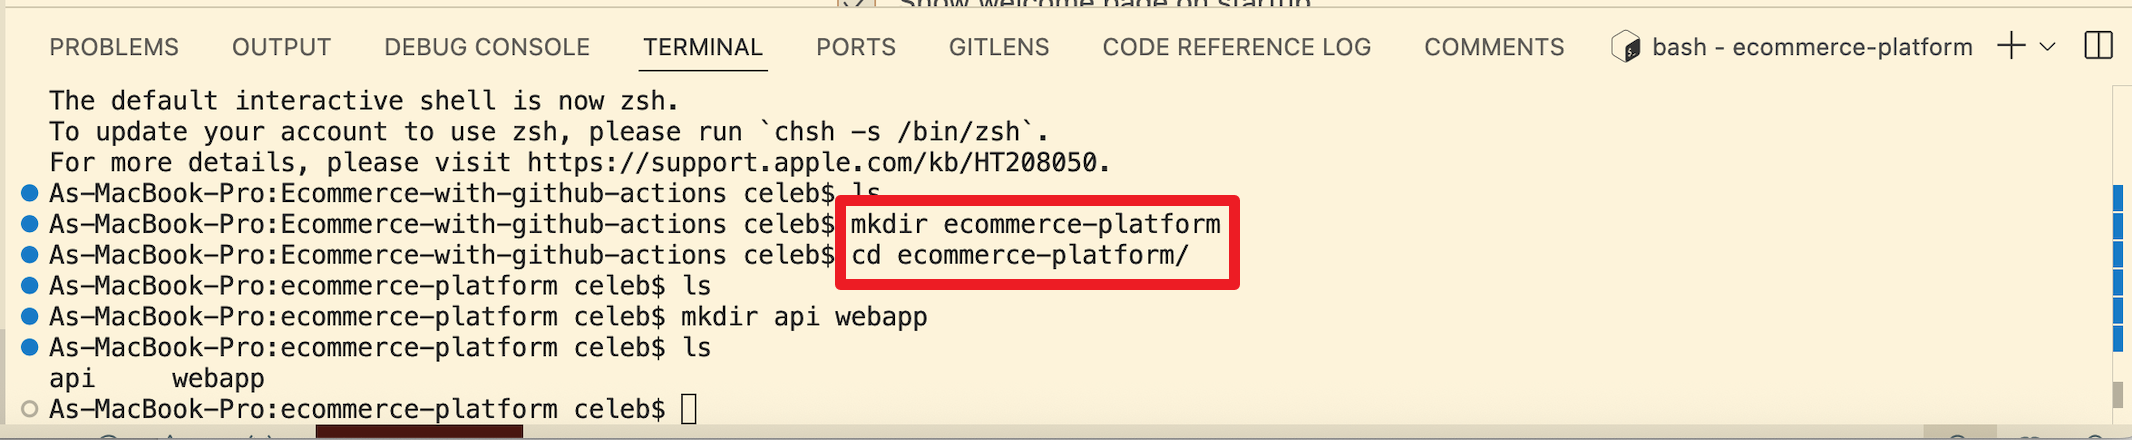 Show welcome page on startup
PROBLEMS OUTPUT DEBUG CONSOLE TERMINAL PORTS GITLENS CODE REFERENCE LOG COMMENTS bash - ecommerce-platform
The default interactive shell is now zsh.
To update your account to use zsh, please run `chsh -s /bin/zsh`.
For more details, please visit https://support.apple.com/kb/HT208050.
As-MacBook-Pro:Ecommerce-with-github-actions celeb$ ls
As-MacBook-Pro:Ecommerce-with-github-actions celeb$ mkdir ecommerce-platform
As-MacBook-Pro:Ecommerce-with-github-actions celeb$ cd ecommerce-platform/
As-MacBook-Pro:ecommerce-platform celeb$ ls
As-MacBook-Pro:ecommerce-platform celeb$ mkdir api webapp
As-MacBook-Pro:ecommerce-platform celeb$ ls
api webapp
As-MacBook-Pro:ecommerce-platform celeb$